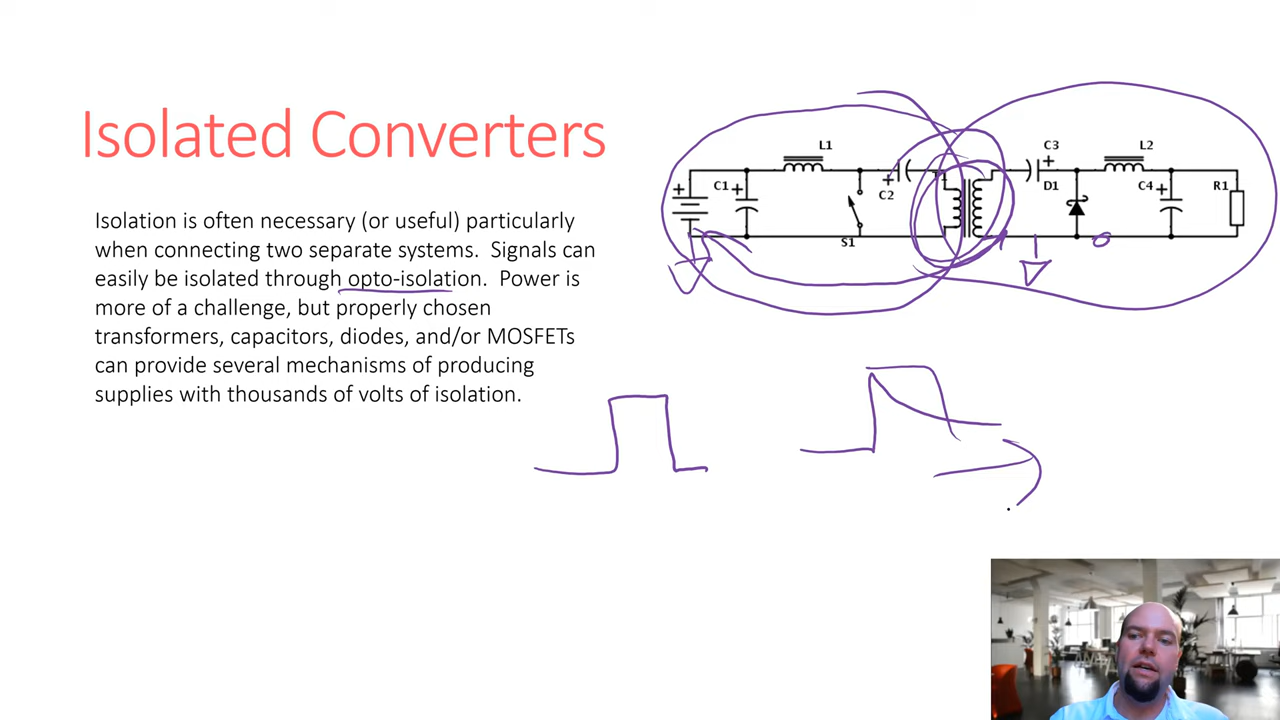 Isolated Converters
Isolation is often necessary (or useful) particularly
when connecting two separate systems. Signals can
easily be isolated through opto-isolation. Power is
more of a challenge, but properly chosen
transformers, capacitors, diodes, and/or MOSFETs
can provide several mechanisms of producing
supplies with thousands of volts of isolation.
L1
C3
L2
C1
C2
D1
C4
R1
S1